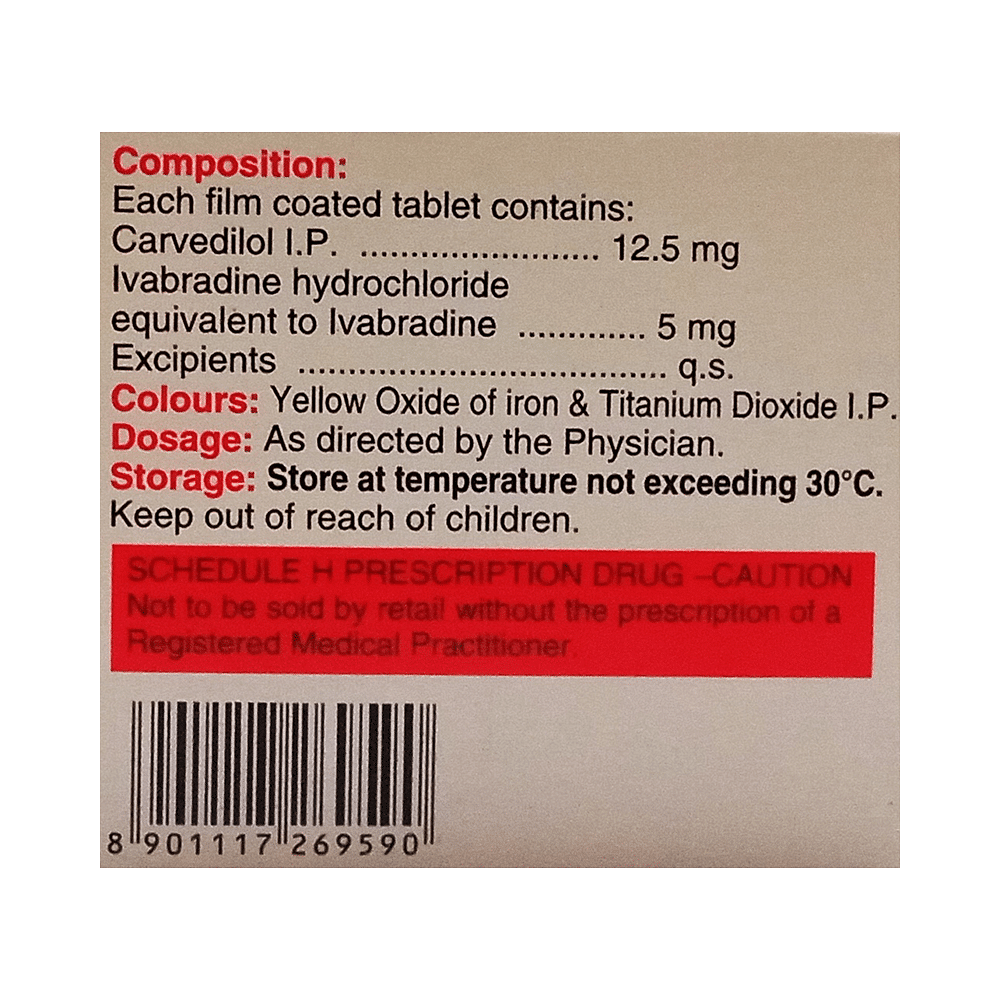 Composition:
Each film coated tablet contains:
Carvedilol I.P. .......................... 12.5 mg
Ivabradine hydrochloride
equivalent to Ivabradine ............. 5 mg
Excipients ....................................... q.s.
Colours: Yellow Oxide of iron & Titanium Dioxide I.P.
Dosage: As directed by the Physician.
Storage: Store at temperature not exceeding 30°C.
Keep out of reach of children.
SCHEDULE H PRESCRIPTION DRUG –CAUTION
Not to be sold by retail without the prescription of a
Registered Medical Practitioner.
8 901117 269590